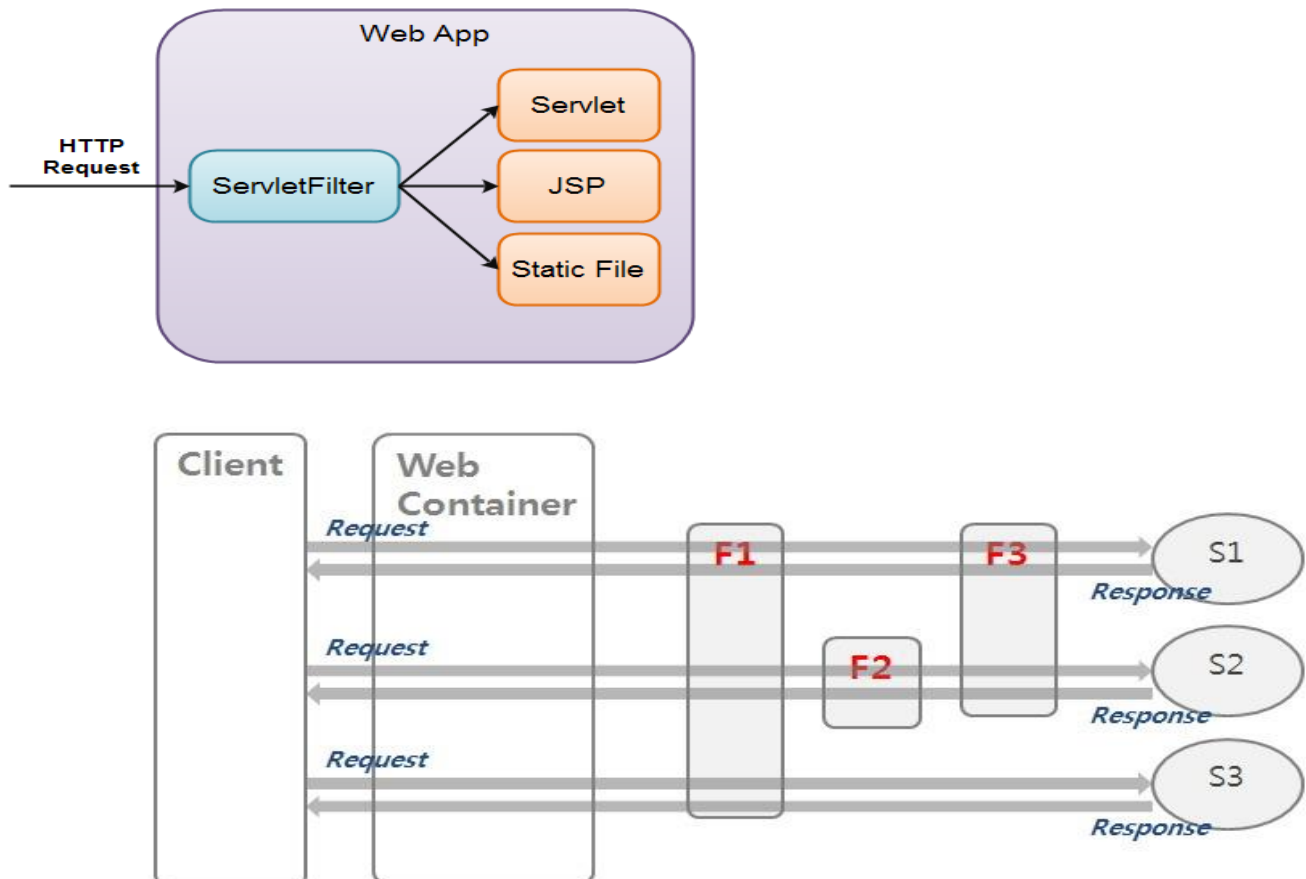 Web App
HTTP
Request
ServletFilter
Servlet
JSP
Static File
Client
Web
Container
Request
F1
F3
S1
Response
Request
F2
S2
Response
Request
S3
Response